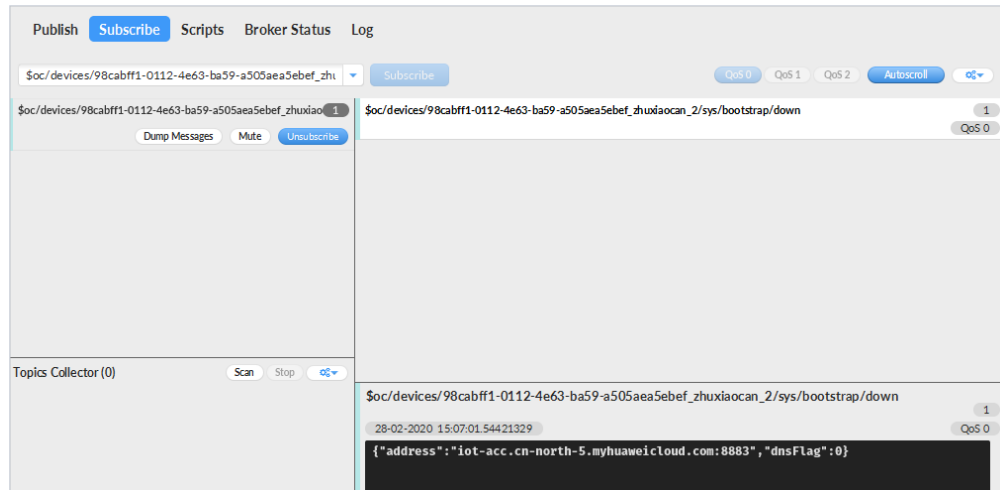 Publish Subscribe Scripts Broker Status Log
$oc/devices/98cabff1-0112-4e63-ba59-a505aea5ebef_zhu Subscribe QoS 0 QoS 1 QoS 2 Autoscroll
$oc/devices/98cabff1-0112-4e63-ba59-a505aea5ebef_zhuxiaoc 1
Dump Messages Mute Unsubscribe
$oc/devices/98cabff1-0112-4e63-ba59-a505aea5ebef_zhuxiaocan_2/sys/bootstrap/down 1
QoS 0
Topics Collector (0) Scan Stop
$oc/devices/98cabff1-0112-4e63-ba59-a505aea5ebef_zhuxiaocan_2/sys/bootstrap/down
1
28-02-2020 15:07:01.54421329 QoS 0
{"address":"iot-acc.cn-north-5.myhuaweicloud.com:8883","dnsFlag":0}